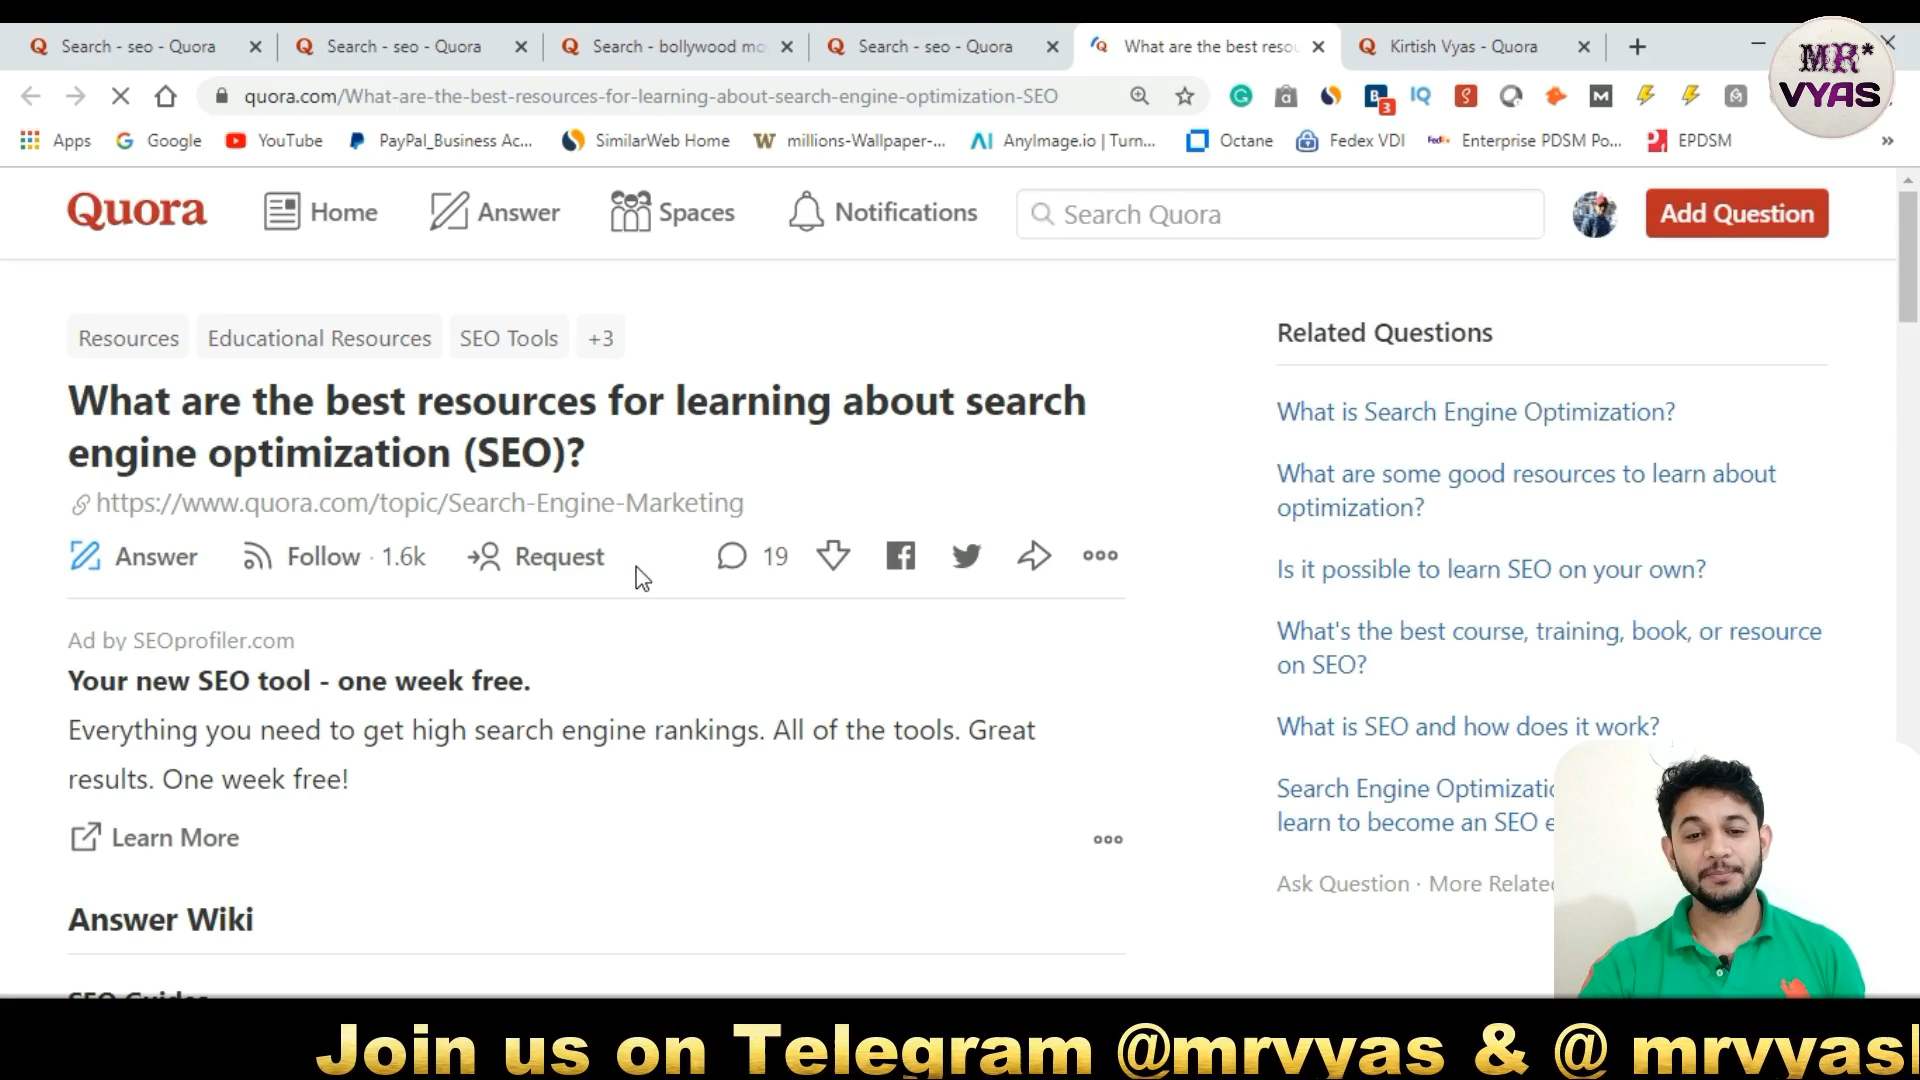 Search - seo - Quora
Search - seo - Quora
Search - bollywood mo
Search - seo - Quora
What are the best resou
Kirtish Vyas - Quora
MR*
VYAS
quora.com/What-are-the-best-resources-for-learning-about-search-engine-optimization-SEO
3
Apps
Google
YouTube
PayPal_Business Ac...
SimilarWeb Home
millions-Wallpaper-...
AnyImage.io | Turn...
Octane
Fedex VDI
Enterprise PDSM Po...
EPDSM
»
Quora
Home
Answer
Spaces
Notifications
Search Quora
Add Question
Resources
Educational Resources
SEO Tools
+3
What are the best resources for learning about search
engine optimization (SEO)?
https://www.quora.com/topic/Search-Engine-Marketing
Answer
Follow · 1.6k
Request
19
Ad by SEOprofiler.com
Your new SEO tool - one week free.
Everything you need to get high search engine rankings. All of the tools. Great
results. One week free!
Learn More
Answer Wiki
SEO Guides
Related Questions
What is Search Engine Optimization?
What are some good resources to learn about
optimization?
Is it possible to learn SEO on your own?
What's the best course, training, book, or resource
on SEO?
What is SEO and how does it work?
Search Engine Optimizatio
learn to become an SEO e
Ask Question · More Related
Join us on Telegram @mrvyas & @ mrvyas